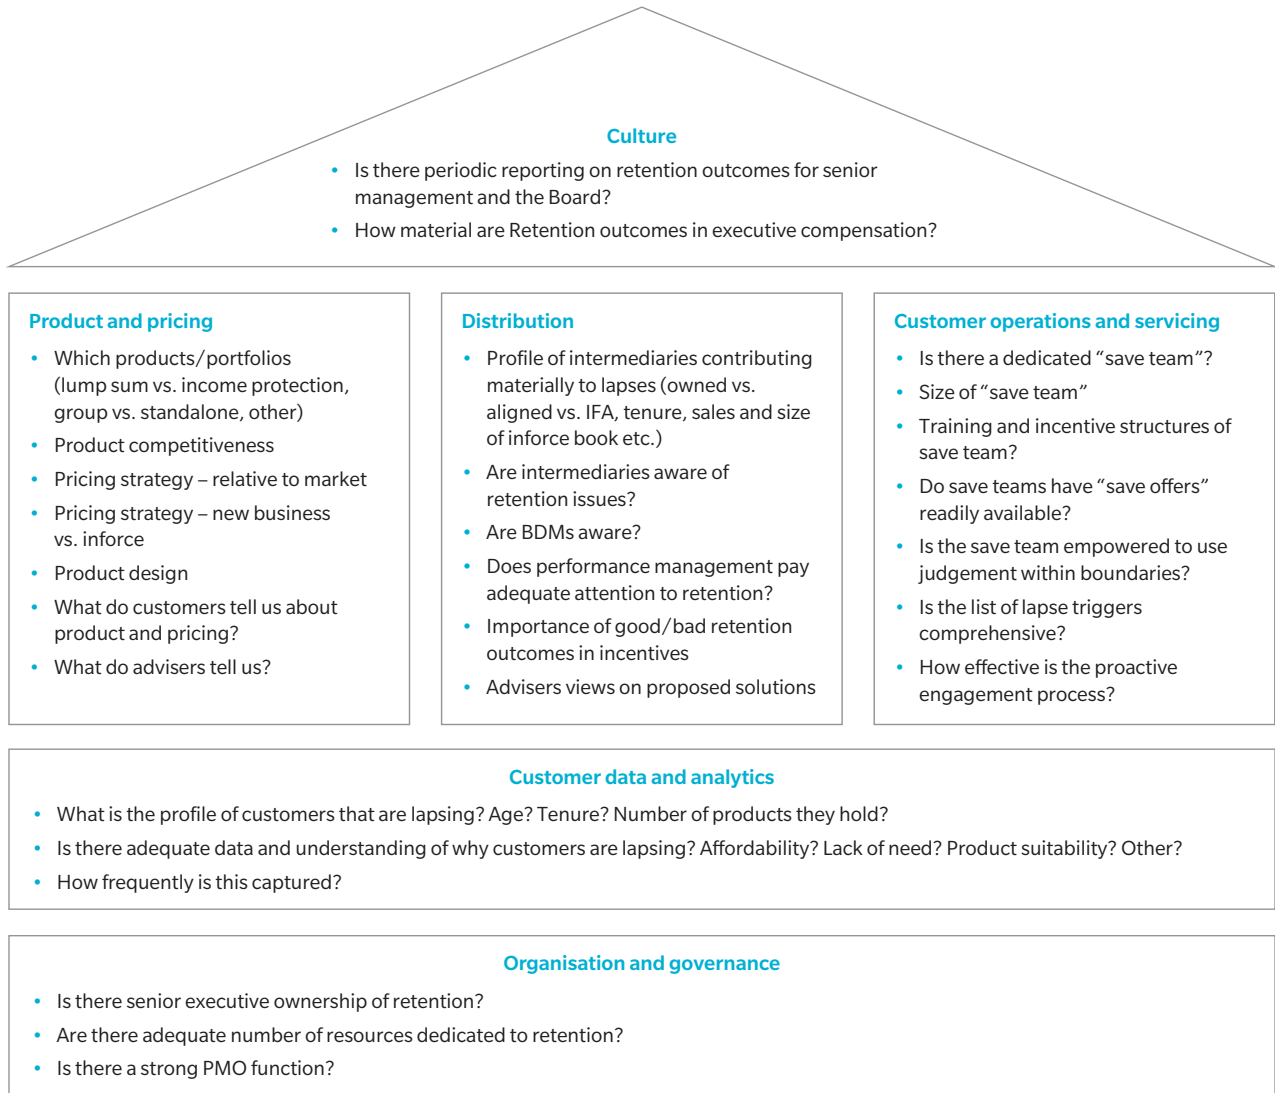 Culture
• Is there periodic reporting on retention outcomes for senior
management and the Board?
• How material are Retention outcomes in executive compensation?
Product and pricing
• Which products/portfolios
(lump sum vs. income protection,
group vs. standalone, other)
• Product competitiveness
• Pricing strategy – relative to market
• Pricing strategy – new business
vs. inforce
• Product design
• What do customers tell us about
product and pricing?
• What do advisers tell us?
Distribution
• Profile of intermediaries contributing
materially to lapses (owned vs.
aligned vs. IFA, tenure, sales and size
of inforce book etc.)
• Are intermediaries aware of
retention issues?
• Are BDMs aware?
• Does performance management pay
adequate attention to retention?
• Importance of good/bad retention
outcomes in incentives
• Advisers views on proposed solutions
Customer operations and servicing
• Is there a dedicated “save team”?
• Size of “save team”
• Training and incentive structures of
save team?
• Do save teams have “save offers”
readily available?
• Is the save team empowered to use
judgement within boundaries?
• Is the list of lapse triggers
comprehensive?
• How effective is the proactive
engagement process?
Customer data and analytics
• What is the profile of customers that are lapsing? Age? Tenure? Number of products they hold?
• Is there adequate data and understanding of why customers are lapsing? Affordability? Lack of need? Product suitability? Other?
• How frequently is this captured?
Organisation and governance
• Is there senior executive ownership of retention?
• Are there adequate number of resources dedicated to retention?
• Is there a strong PMO function?